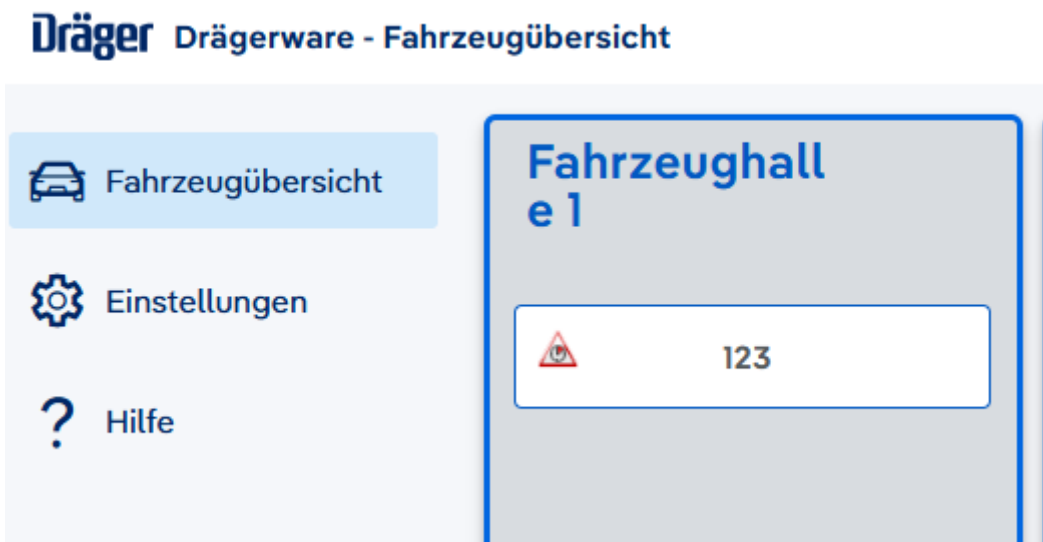 Dräger Drägerware - Fahrzeugübersicht
Fahrzeugübersicht
Einstellungen
Hilfe
Fahrzeughall
e 1
123